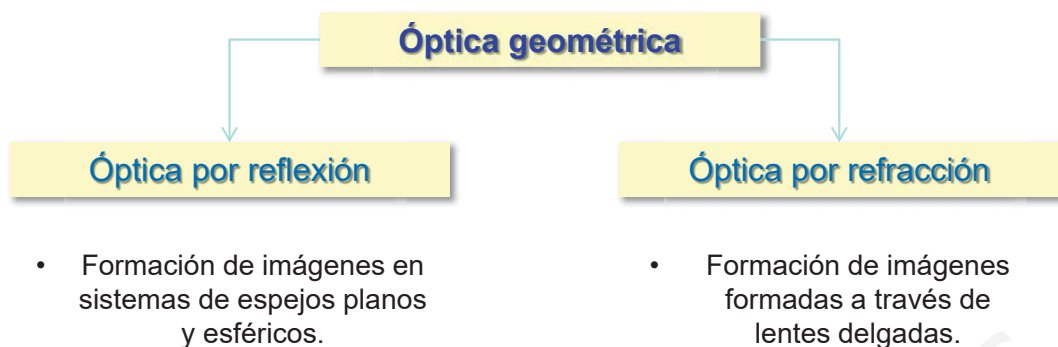 Óptica geométrica
Óptica por reflexión
Óptica por refracción
• Formación de imágenes en
sistemas de espejos planos
y esféricos.
• Formación de imágenes
formadas a través de
lentes delgadas.